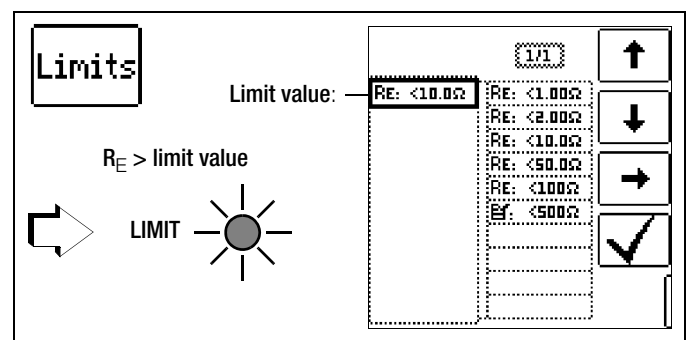 Limits
1/1
Limit value:
RE: <10.0Ω
RE: <1.00Ω
RE: <2.00Ω
RE: <10.0Ω
RE: <50.0Ω
RE: <100Ω
: <500Ω
RE > limit value
LIMIT